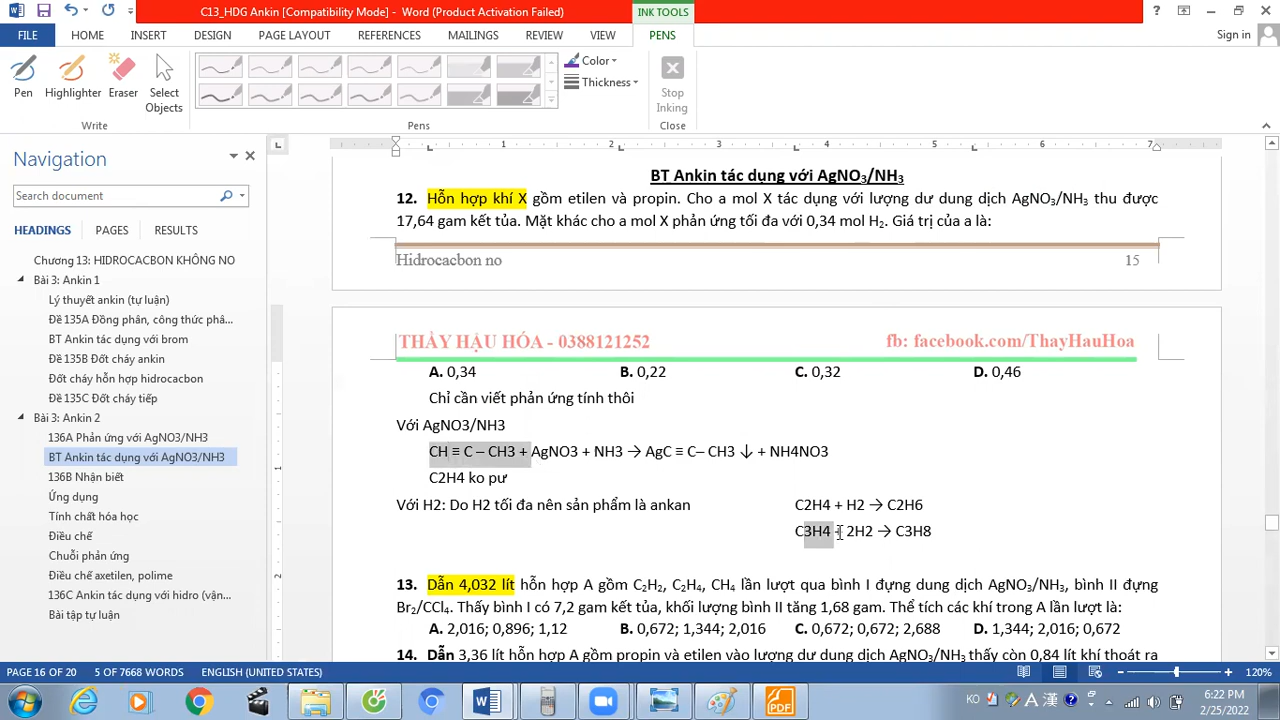 C13_HDG Ankin [Compatibility Mode] - Word (Product Activation Failed)
INK TOOLS
FILE HOME INSERT DESIGN PAGE LAYOUT REFERENCES MAILINGS REVIEW VIEW PENS
Sign in
Pen Highlighter Eraser Select Objects
Color
Thickness
Stop Inking
Write Pens Close
Navigation
Search document
HEADINGS PAGES RESULTS
Chương 13: HIDROCACBON KHÔNG NO
Bài 3: Ankin 1
Lý thuyết ankin (tự luận)
Đề 135A Đồng phân, công thức phâ...
BT Ankin tác dụng với brom
Đề 135B Đốt cháy ankin
Đốt cháy hỗn hợp hidrocacbon
Đề 135C Đốt cháy tiếp
Bài 3: Ankin 2
136A Phản ứng với AgNO3/NH3
BT Ankin tác dụng với AgNO3/NH3
136B Nhận biết
Ứng dụng
Tính chất hóa học
Điều chế
Chuỗi phản ứng
Điều chế axetilen, polime
136C Ankin tác dụng với hidro (vận...
Bài tập tự luận
1 2 3 4 5 6 7
BT Ankin tác dụng với AgNO₃/NH₃
12. Hỗn hợp khí X gồm etilen và propin. Cho a mol X tác dụng với lượng dư dung dịch AgNO₃/NH₃ thu được
17,64 gam kết tủa. Mặt khác cho a mol X phản ứng tối đa với 0,34 mol H₂. Giá trị của a là:
Hidrocacbon no 15
THẦY HẬU HÓA - 0388121252 fb: facebook.com/ThayHauHoa
A. 0,34 B. 0,22 C. 0,32 D. 0,46
Chỉ cần viết phản ứng tính thôi
Với AgNO3/NH3
CH ≡ C – CH3 + AgNO3 + NH3 → AgC ≡ C– CH3 ↓ + NH4NO3
C2H4 ko pư
Với H2: Do H2 tối đa nên sản phẩm là ankan C2H4 + H2 → C2H6
C3H4 + 2H2 → C3H8
13. Dẫn 4,032 lít hỗn hợp A gồm C₂H₂, C₂H₄, CH₄ lần lượt qua bình I đựng dung dịch AgNO₃/NH₃, bình II đựng
Br₂/CCl₄. Thấy bình I có 7,2 gam kết tủa, khối lượng bình II tăng 1,68 gam. Thể tích các khí trong A lần lượt là:
A. 2,016; 0,896; 1,12 B. 0,672; 1,344; 2,016 C. 0,672; 0,672; 2,688 D. 1,344; 2,016; 0,672
14. Dẫn 3,36 lít hỗn hợp A gồm propin và etilen vào lượng dư dung dịch AgNO₃/NH₃ thấy còn 0,84 lít khí thoát ra
PAGE 16 OF 20 5 OF 7668 WORDS ENGLISH (UNITED STATES) 120%
KO
6:22 PM
2/25/2022